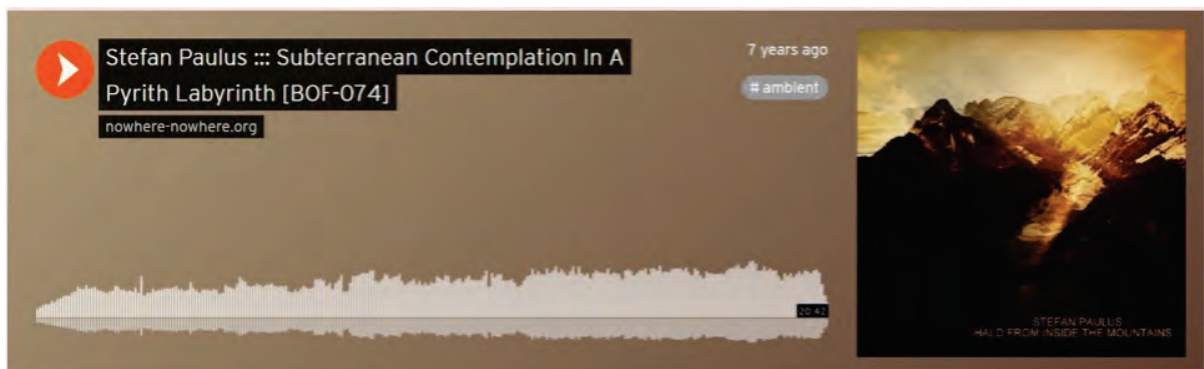 Stefan Paulus ::: Subterranean Contemplation In A
Pyrith Labyrinth [BOF-074]
nowhere-nowhere.org
7 years ago
# ambient
20:42
STEFAN PAULUS
HALO FROM INSIDE THE MOUNTAINS